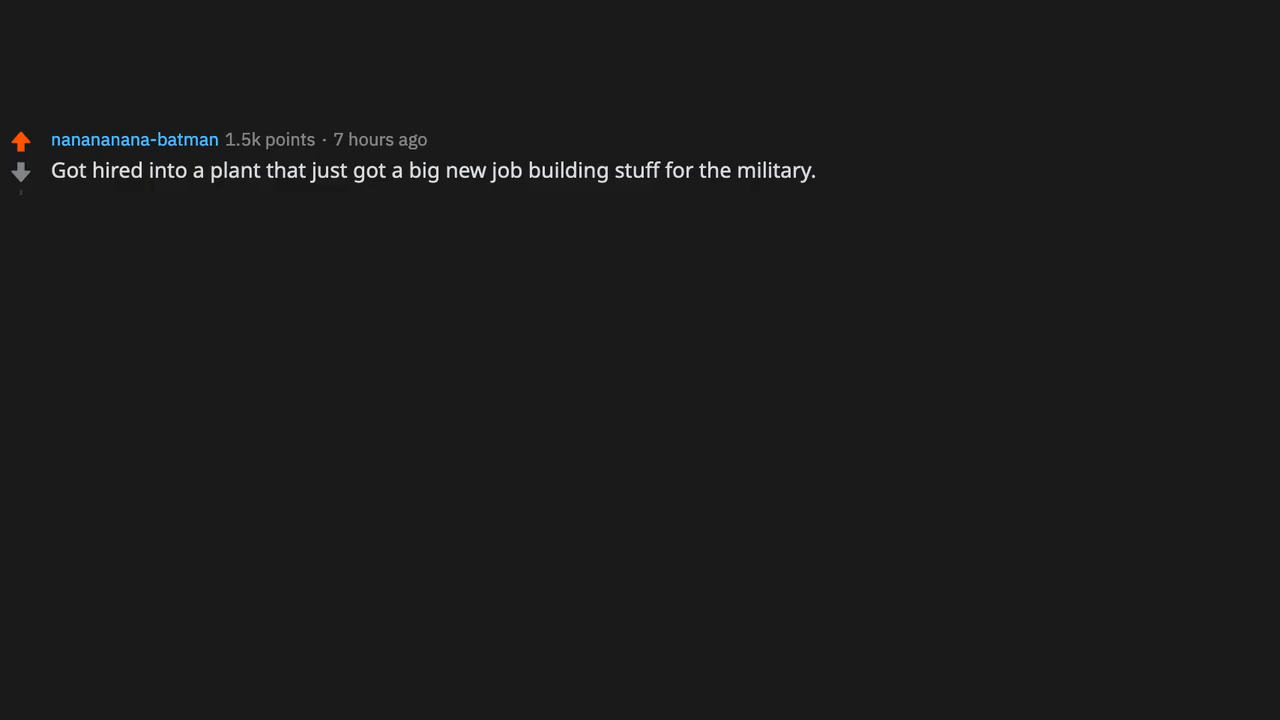 nanananana-batman 1.5k points · 7 hours ago
Got hired into a plant that just got a big new job building stuff for the military.